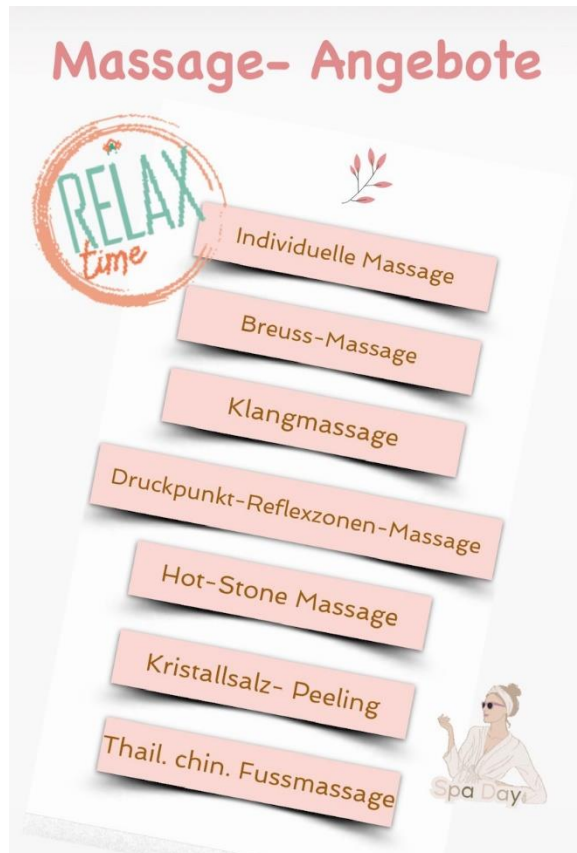 Massage- Angebote
RELAX
time
Individuelle Massage
Breuss-Massage
Klangmassage
Druckpunkt-Reflexzonen-Massage
Hot-Stone Massage
Kristallsalz- Peeling
Thail. chin. Fussmassage
Spa Day